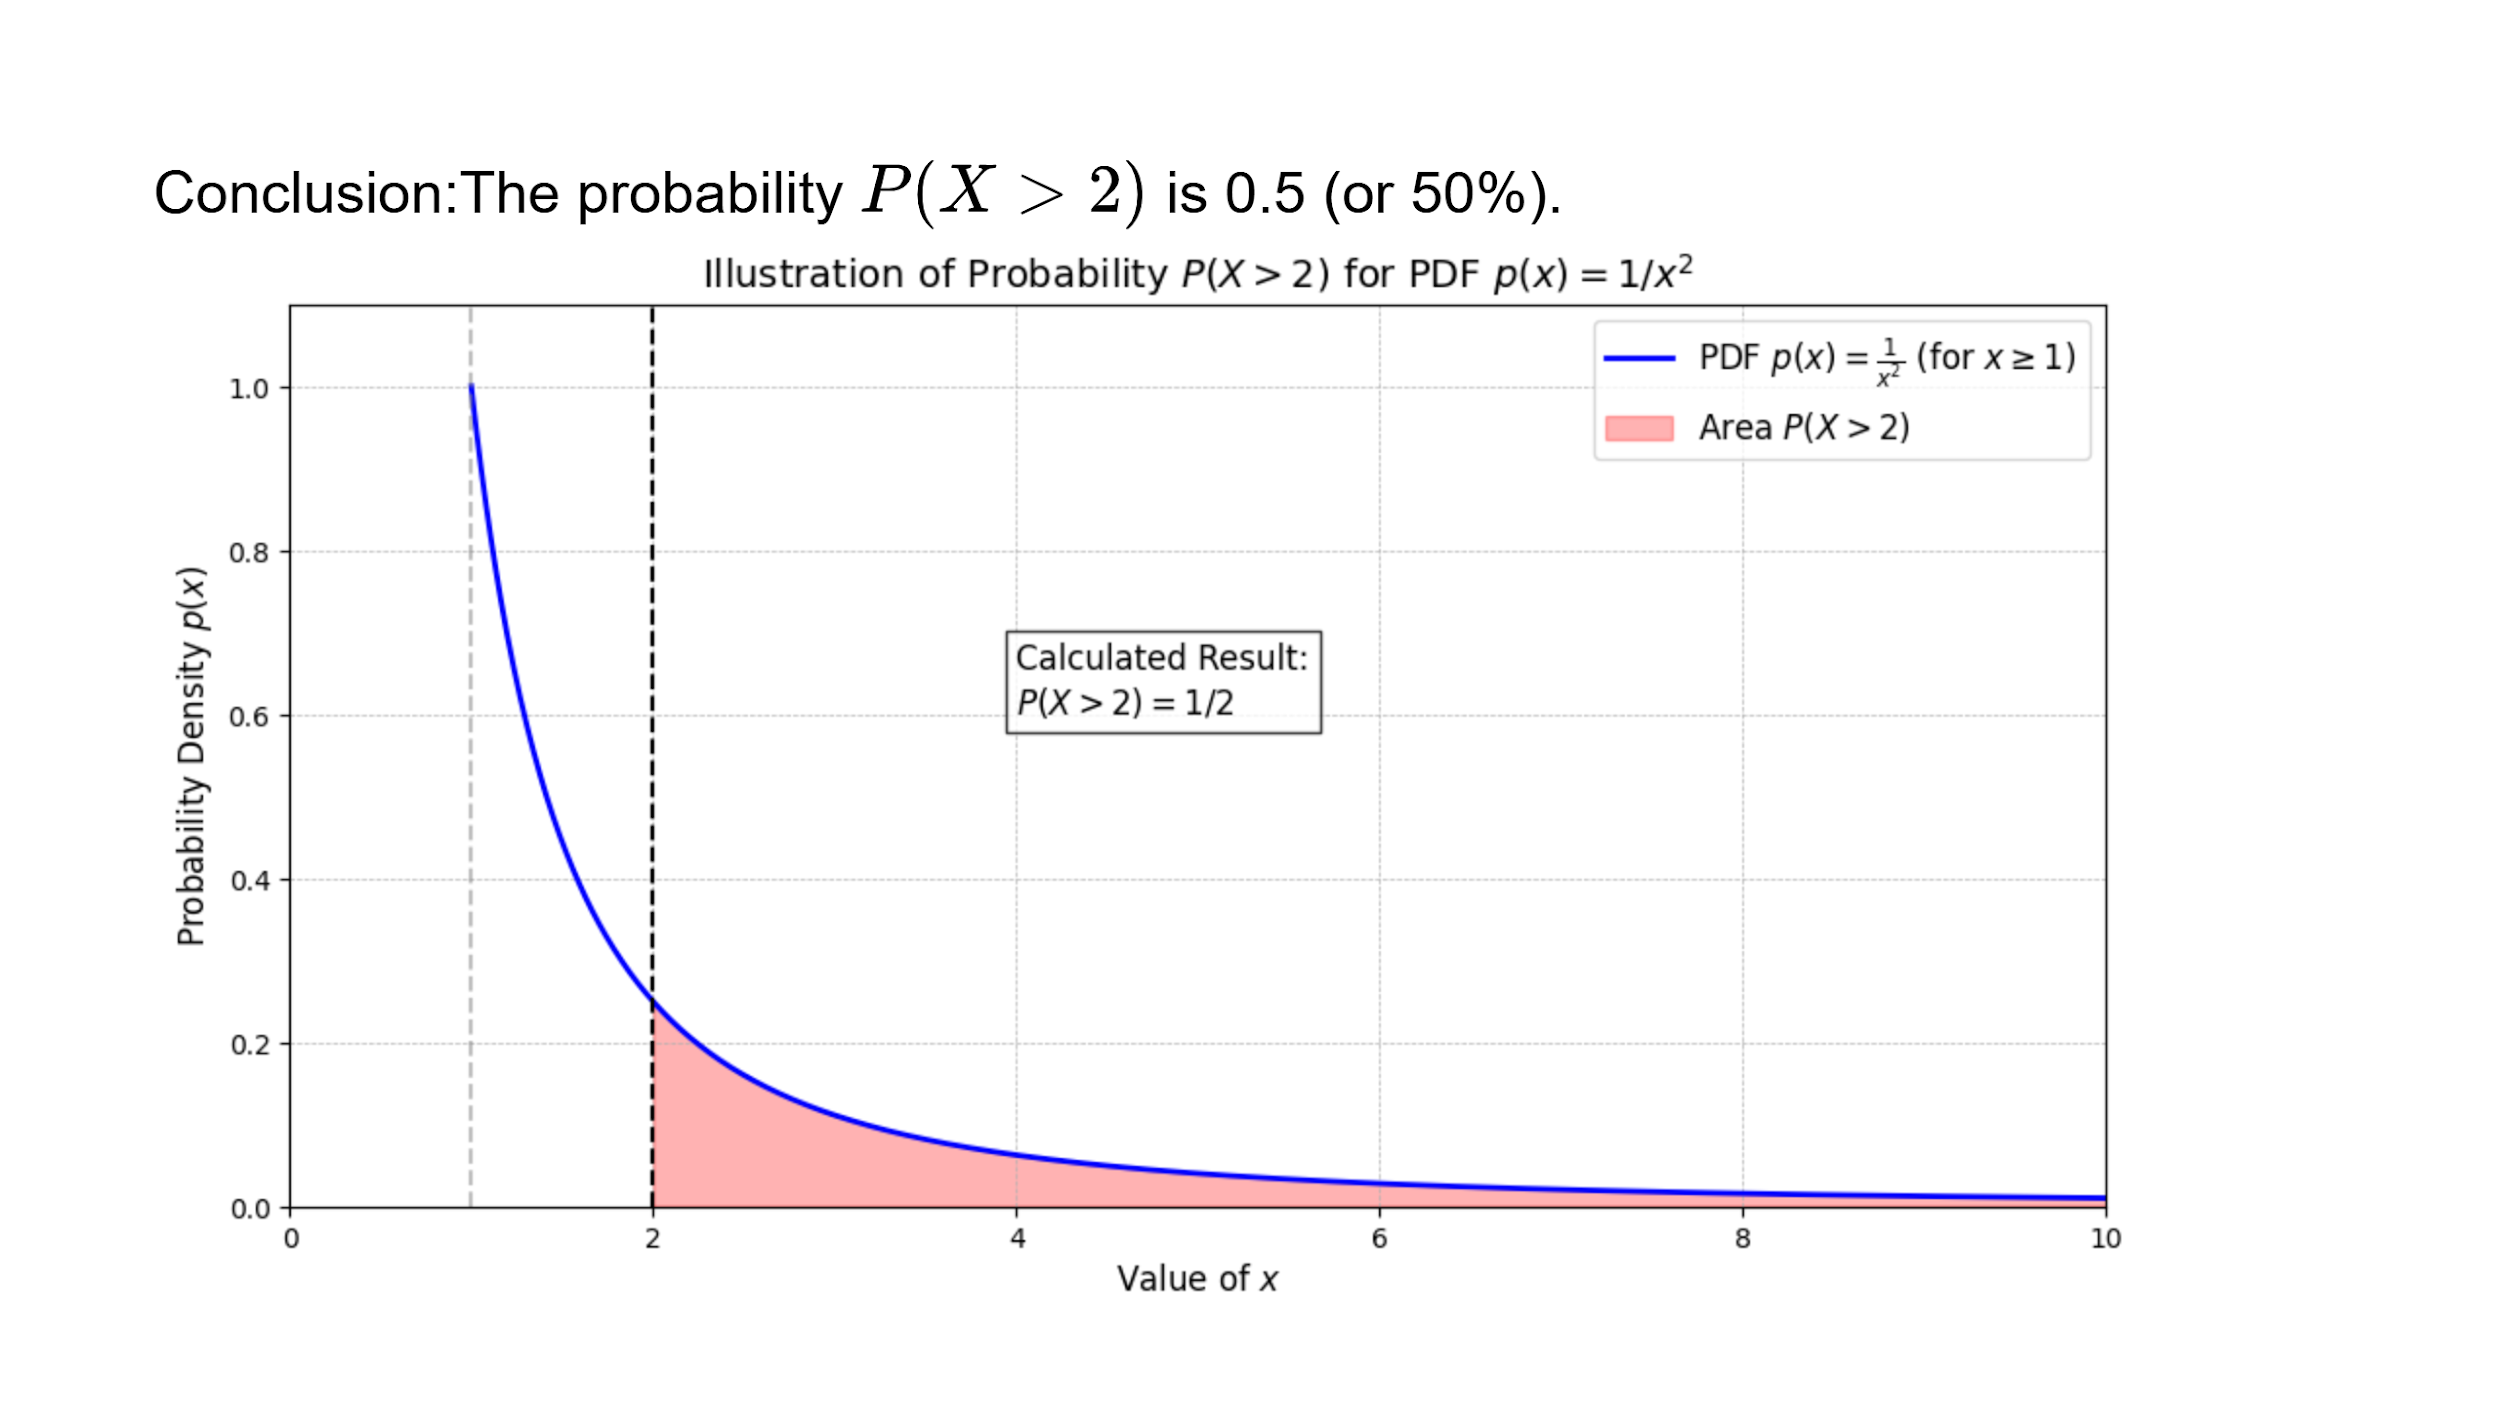 Conclusion:The probability P(X > 2) is 0.5 (or 50%).
Illustration of Probability P(X > 2) for PDF p(x) = 1/x²
PDF p(x) = 1/x² (for x ≥ 1)
Area P(X > 2)
Calculated Result:
P(X > 2) = 1/2
Probability Density p(x)
1.0
0.8
0.6
0.4
0.2
0.0
0 2 4 6 8 10
Value of x